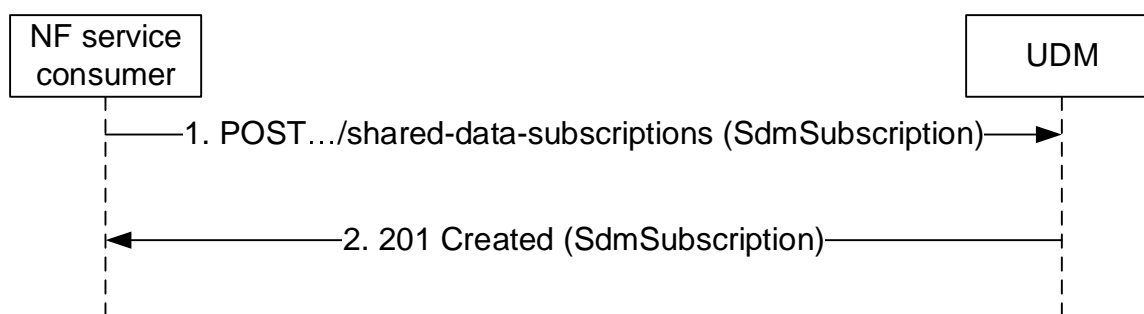 NF service
consumer
UDM
1. POST…/shared-data-subscriptions (SdmSubscription)
2. 201 Created (SdmSubscription)